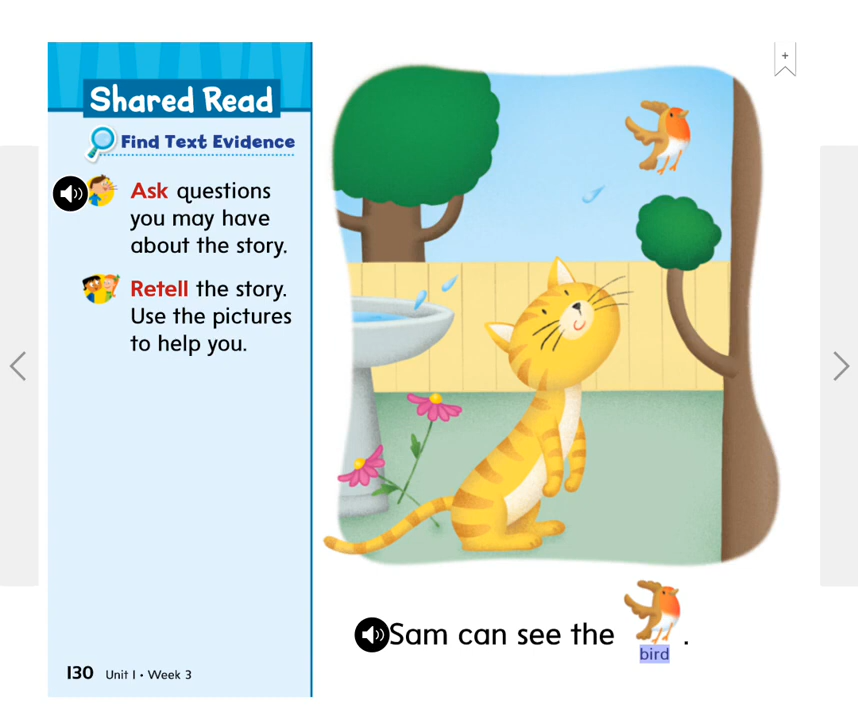 Shared Read
Find Text Evidence
Ask questions
you may have
about the story.
Retell the story.
Use the pictures
to help you.
130 Unit 1 • Week 3
+
Sam can see the .
bird